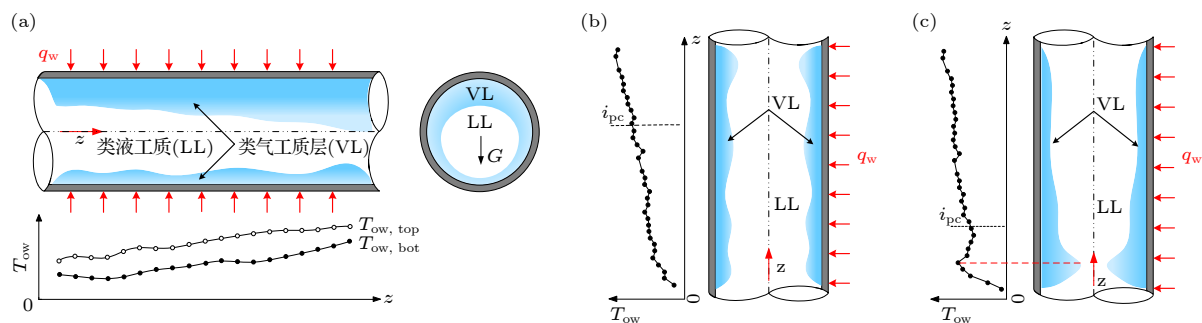 (a)
q_w
VL
LL
G
z
类液工质(LL)
类气工质层(VL)
T_ow
T_ow, top
T_ow, bot
0
z
(b)
z
i_pc
VL
LL
z
q_w
T_ow
0
(c)
z
i_pc
VL
LL
z
q_w
T_ow
0